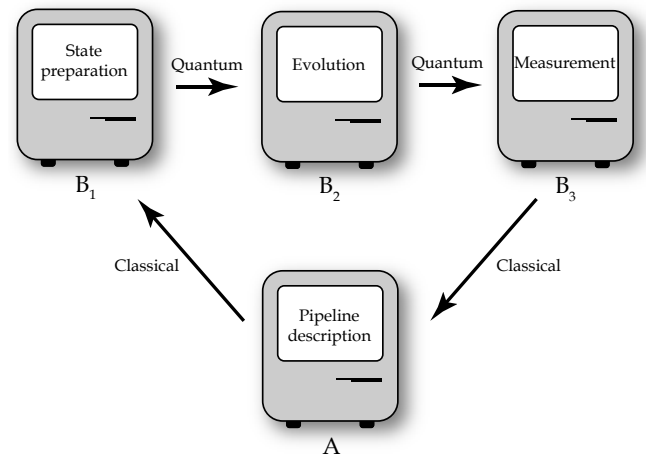 State
preparation
Quantum
Evolution
Quantum
Measurement
B1
B2
B3
Classical
Classical
Pipeline
description
A